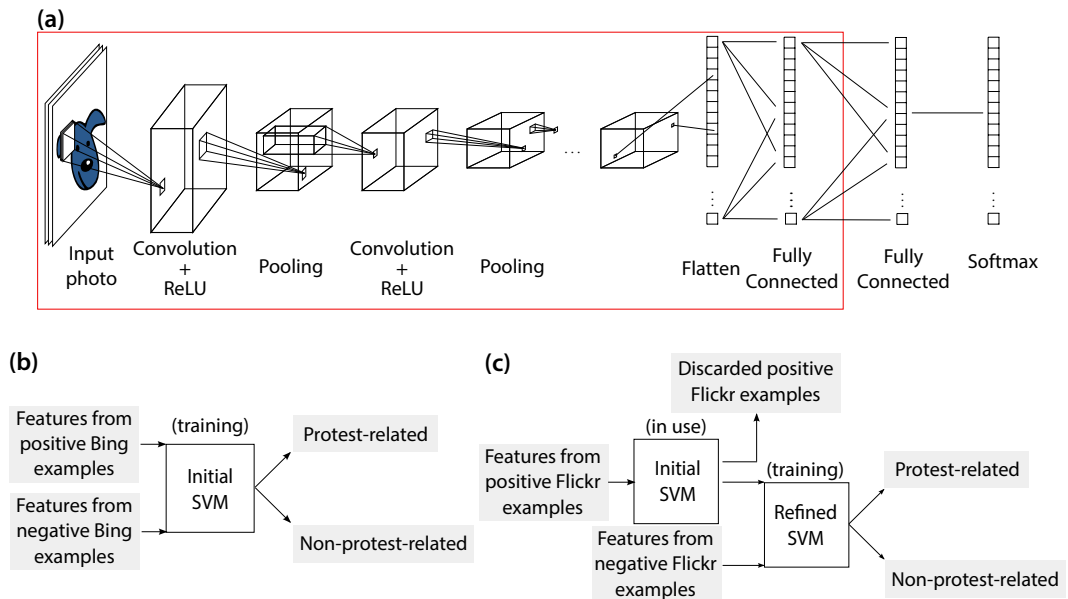 (a)
Input
photo
Convolution
+
ReLU
Pooling
Convolution
+
ReLU
Pooling
...
Flatten
Fully
Connected
Fully
Connected
Softmax
(b)
Features from
positive Bing
examples
Features from
negative Bing
examples
(training)
Initial
SVM
Protest-related
Non-protest-related
(c)
Discarded positive
Flickr examples
Features from
positive Flickr
examples
(in use)
Initial
SVM
Features from
negative Flickr
examples
(training)
Refined
SVM
Protest-related
Non-protest-related